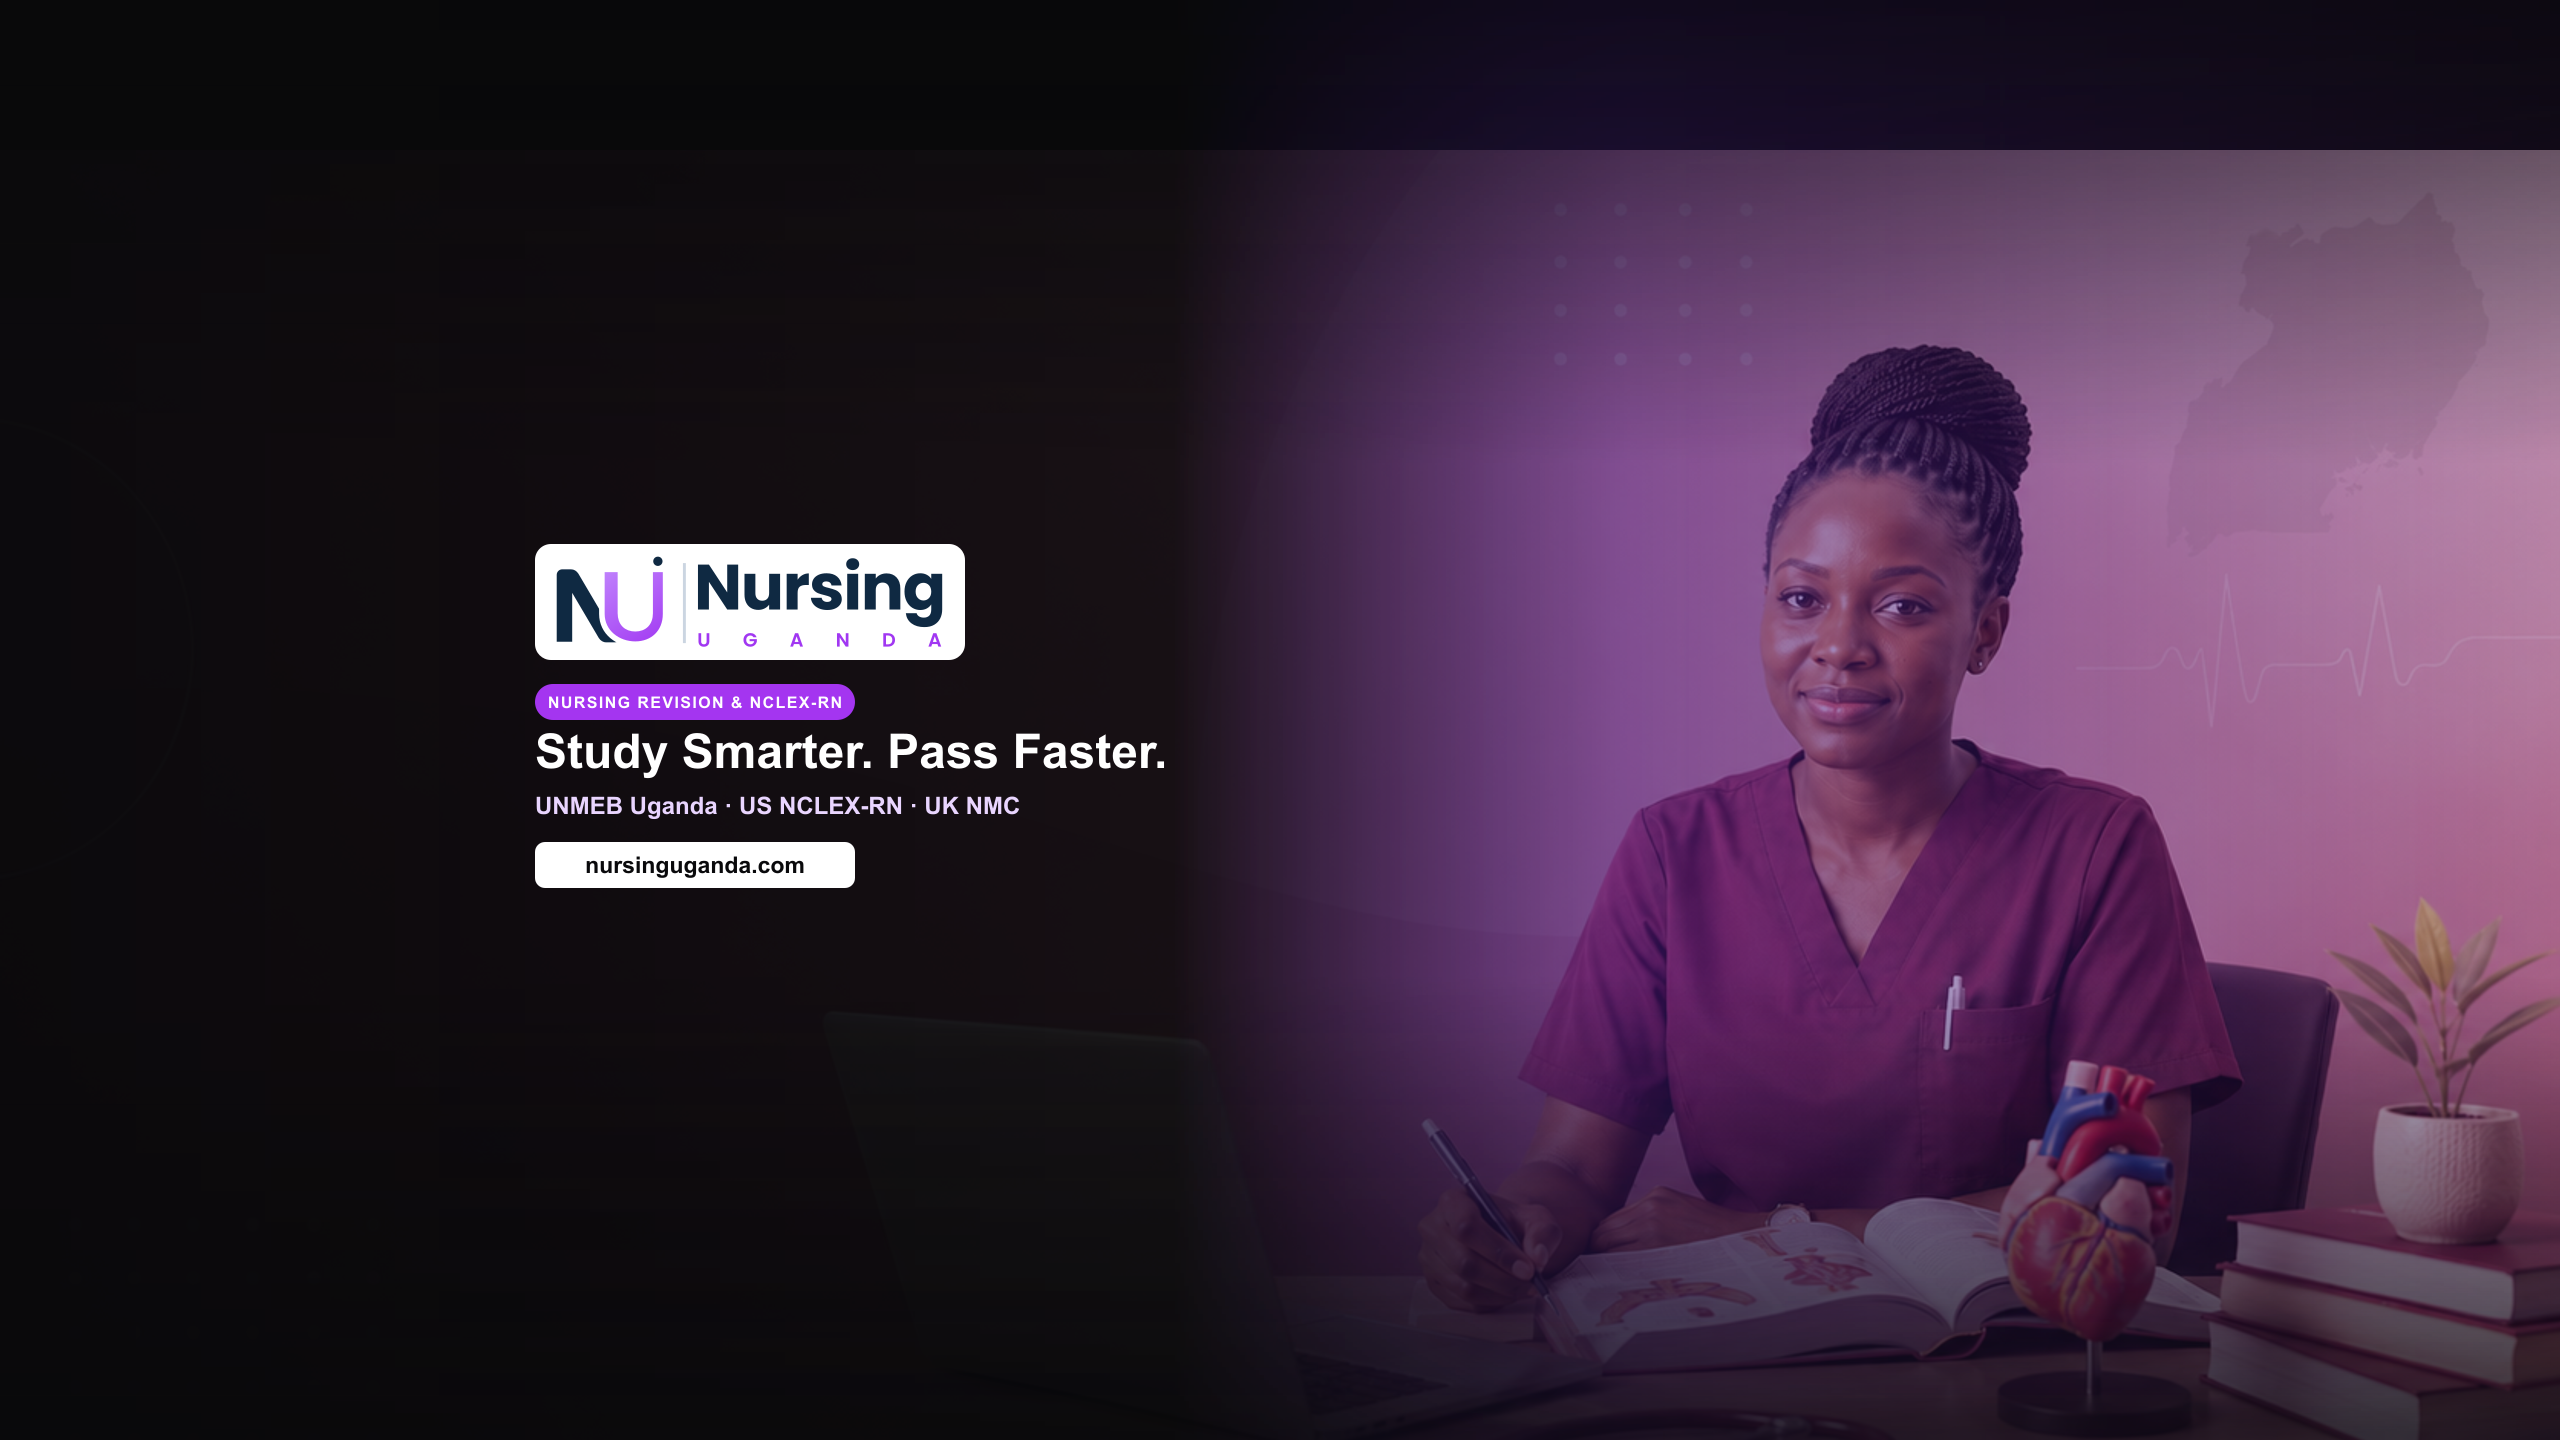 NU
Nursing
UGANDA
NURSING REVISION & NCLEX-RN
Study Smarter. Pass Faster.
UNMEB Uganda · US NCLEX-RN · UK NMC
nursinguganda.com